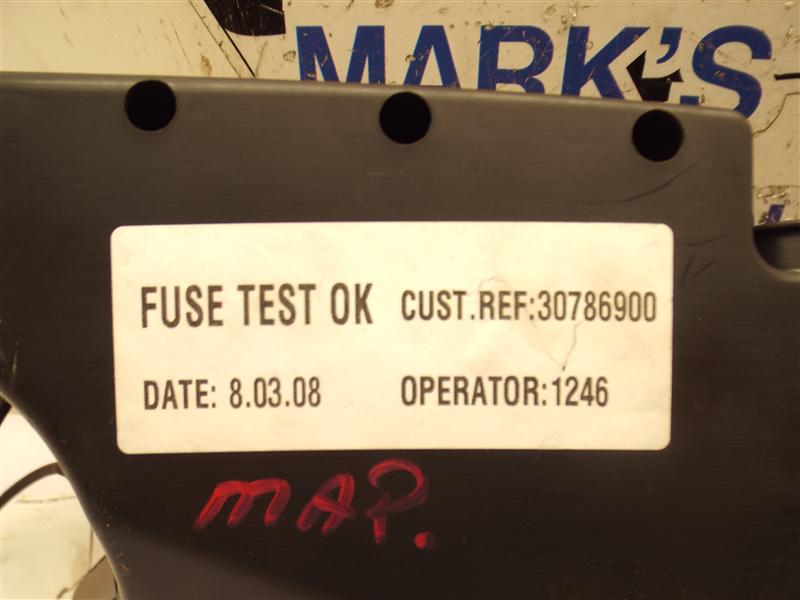 MARK'S
FUSE TEST OK CUST.REF:30786900
DATE: 8.03.08 OPERATOR:1246
MAP.